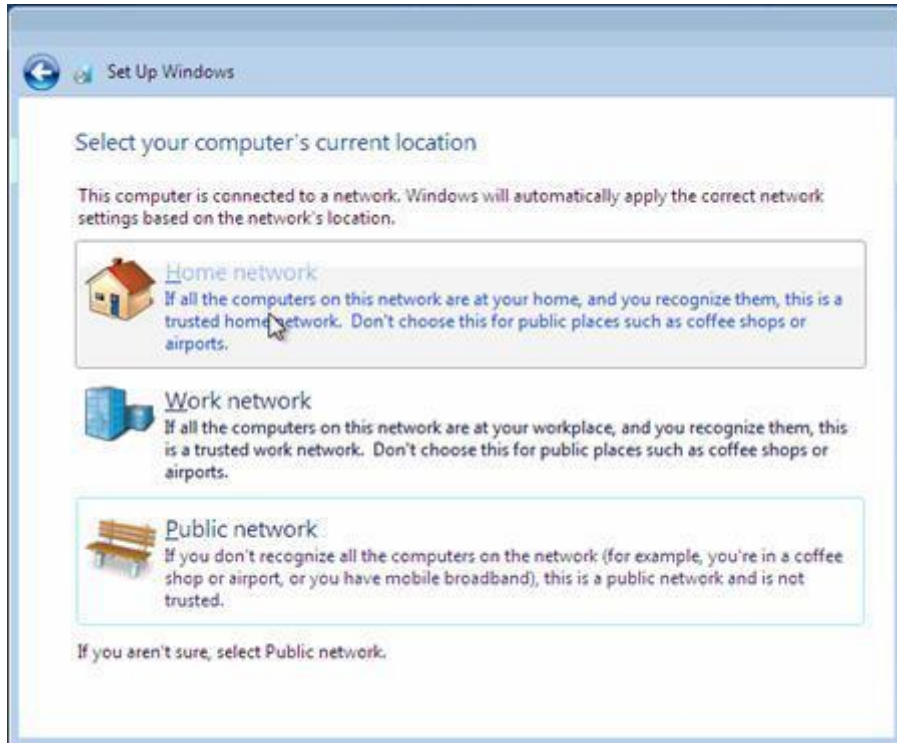 Set Up Windows
Select your computer's current location
This computer is connected to a network. Windows will automatically apply the correct network
settings based on the network's location.
Home network
If all the computers on this network are at your home, and you recognize them, this is a
trusted home network. Don't choose this for public places such as coffee shops or
airports.
Work network
If all the computers on this network are at your workplace, and you recognize them, this
is a trusted work network. Don't choose this for public places such as coffee shops or
airports.
Public network
If you don't recognize all the computers on the network (for example, you're in a coffee
shop or airport, or you have mobile broadband), this is a public network and is not
trusted.
If you aren't sure, select Public network.